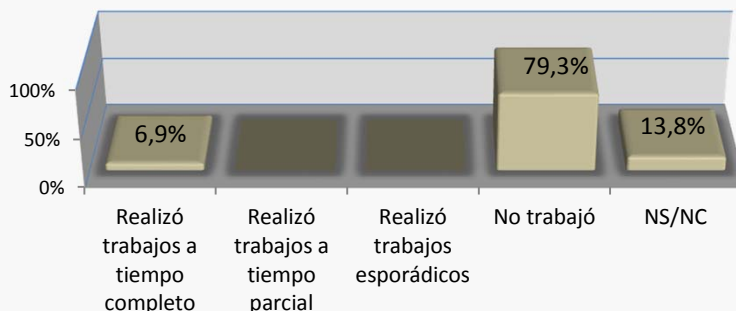 79,3%
100%
6,9%
13,8%
50%
0%
Realizó
trabajos a
tiempo
completo
Realizó
trabajos a
tiempo
parcial
Realizó
trabajos
esporádicos
No trabajó
NS/NC